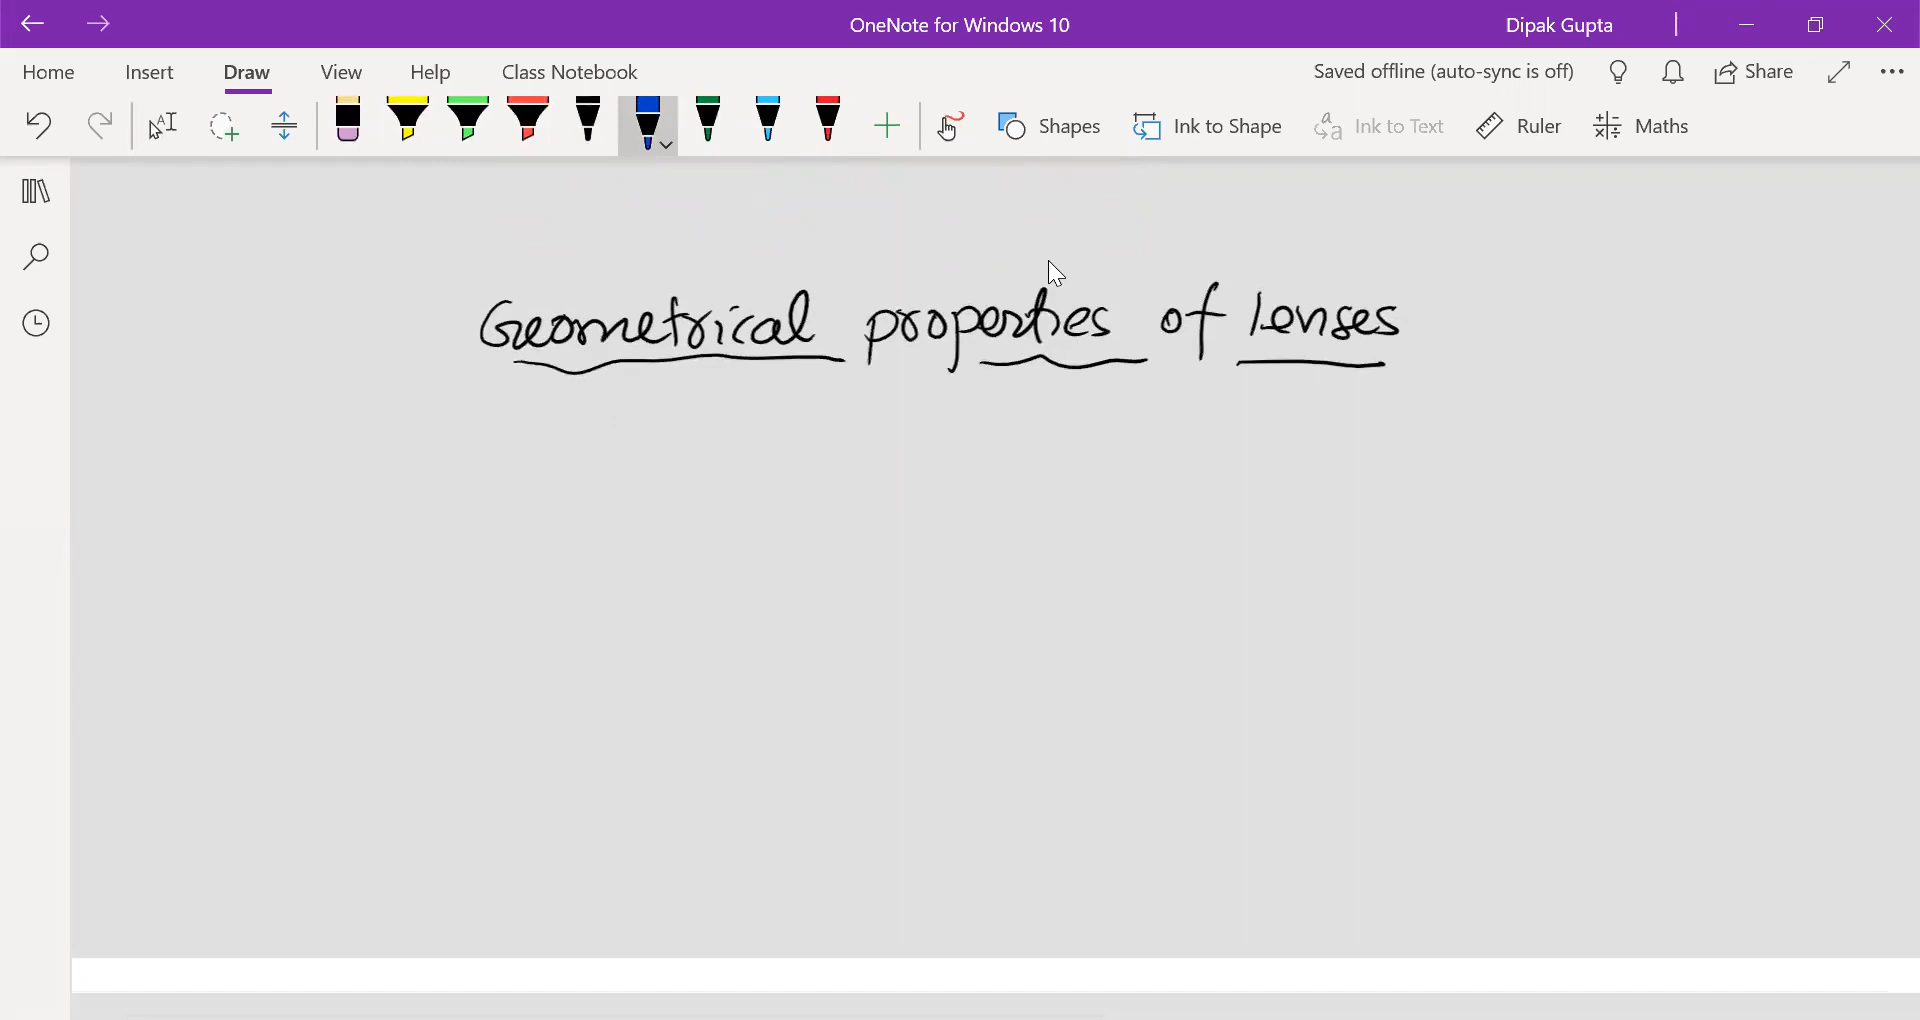 OneNote for Windows 10
Dipak Gupta
Home Insert Draw View Help Class Notebook
Saved offline (auto-sync is off) Share
Shapes Ink to Shape Ink to Text Ruler Maths
Geometrical properties of lenses